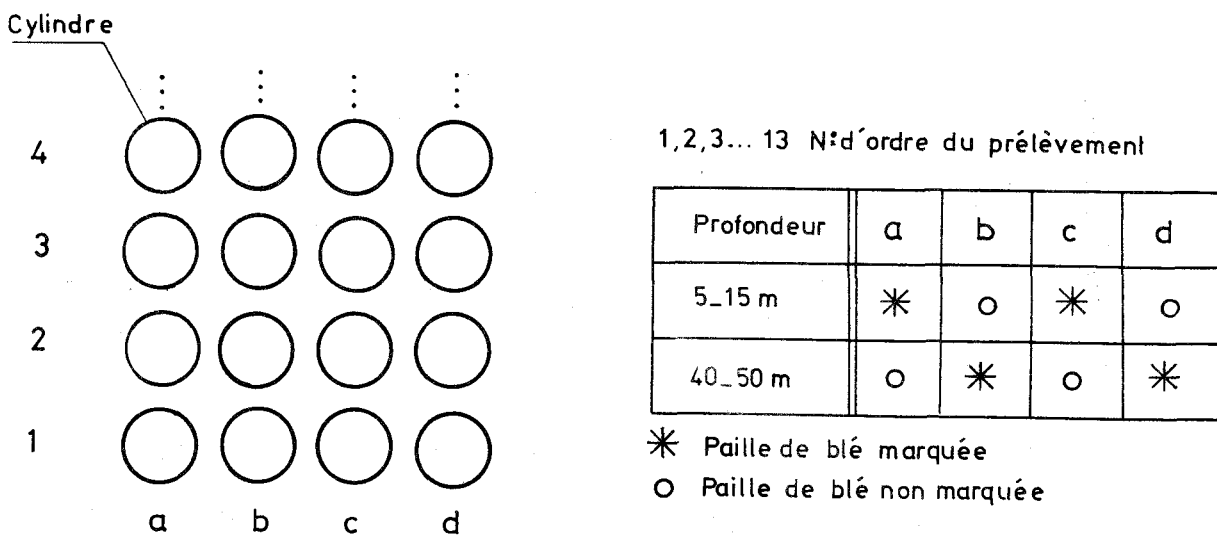 Cylindre
4
3
2
1
a b c d
1,2,3... 13 N:d'ordre du prélèvement
Profondeur a b c d
5_15 m * o * o
40_50 m o * o *
* Paille de blé marquée
o Paille de blé non marquée